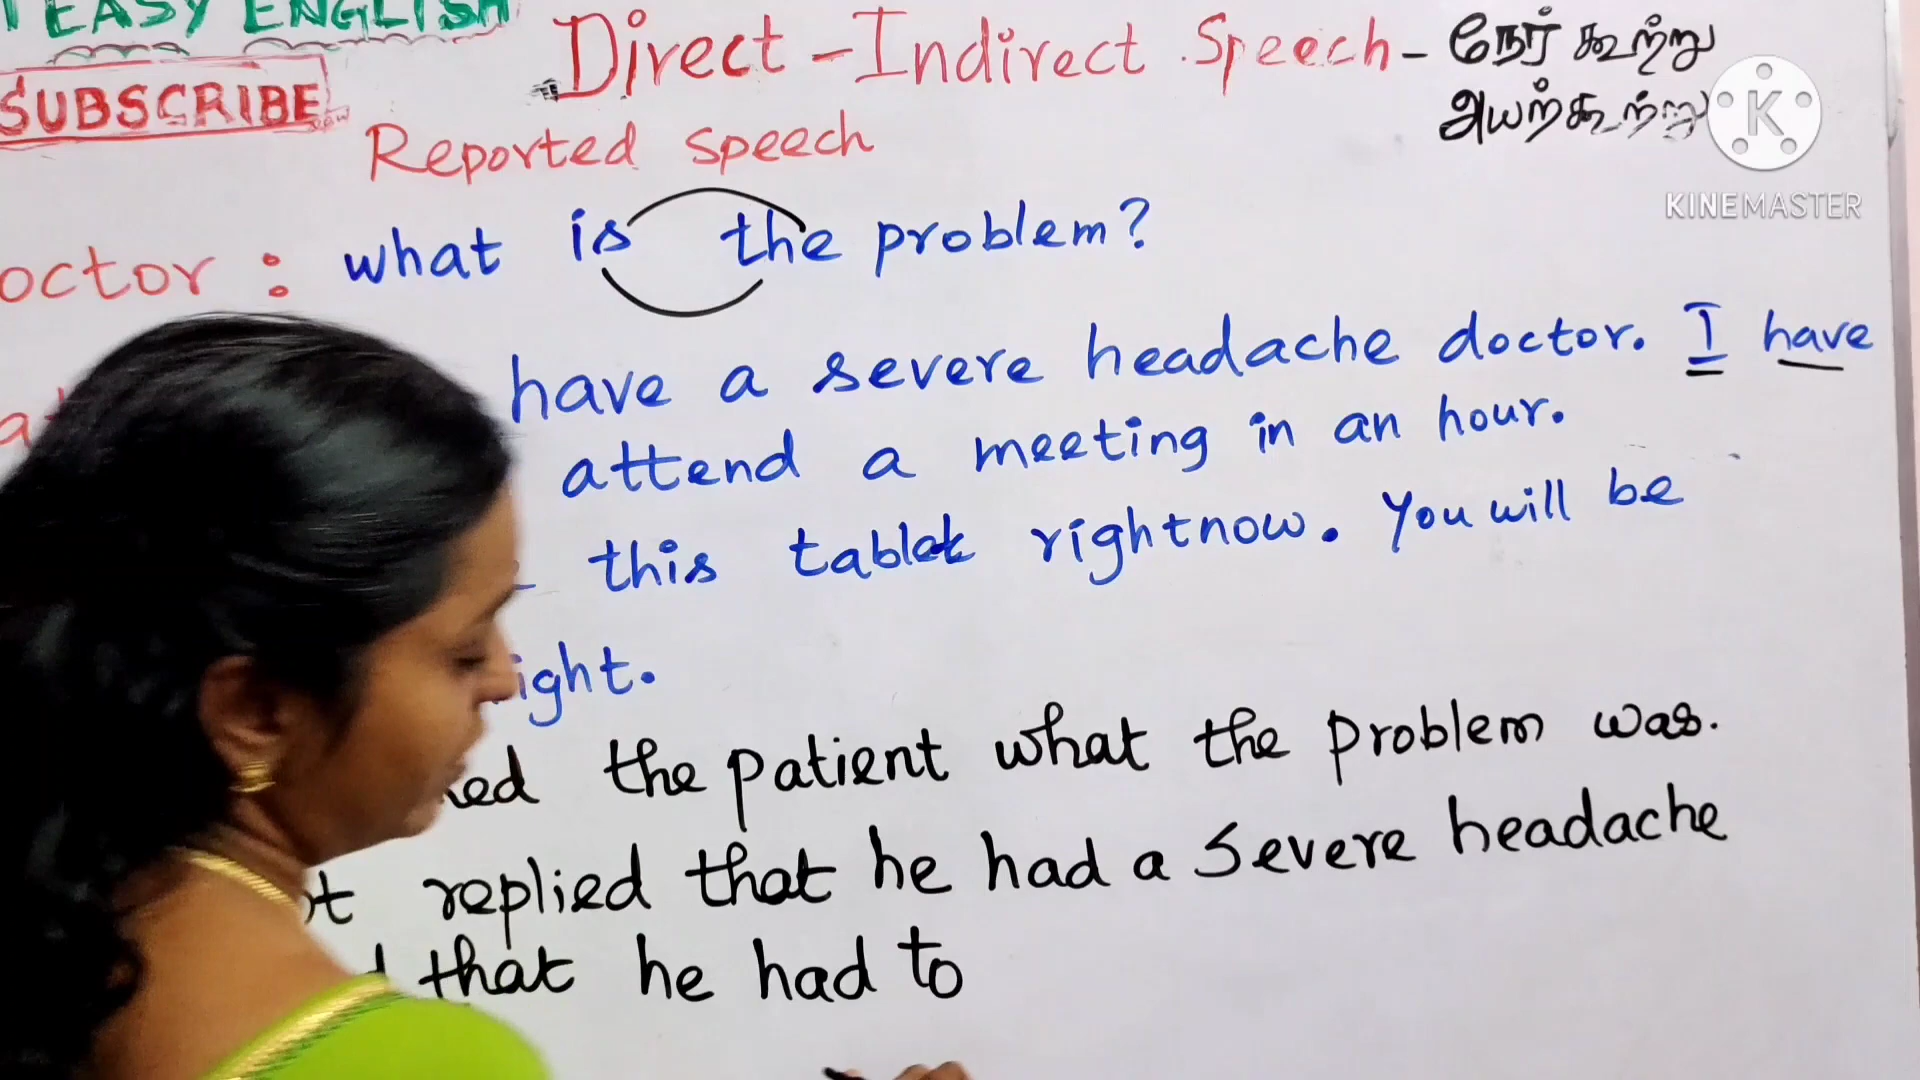 EASY ENGLISH
SUBSCRIBE
Direct - Indirect Speech - நேர் கூற்று
அயற்கூற்று
Reported speech
K
KINEMASTER
octor : what is the problem?
have a severe headache doctor. I have
attend a meeting in an hour.
this tablet rightnow. You will be
ight.
ked the patient what the problem was.
replied that he had a severe headache
that he had to